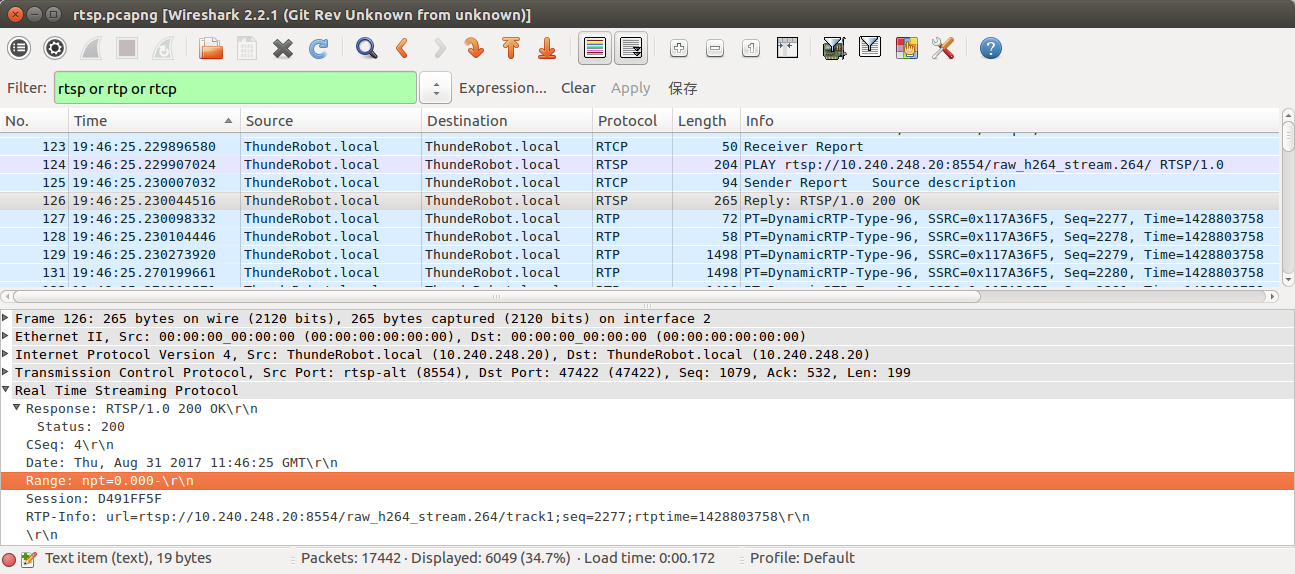 rtsp.pcapng [Wireshark 2.2.1 (Git Rev Unknown from unknown)]
Filter: rtsp or rtp or rtcp Expression... Clear Apply 保存
No. Time Source Destination Protocol Length Info
123 19:46:25.229896580 ThundeRobot.local ThundeRobot.local RTCP 50 Receiver Report
124 19:46:25.229907024 ThundeRobot.local ThundeRobot.local RTSP 204 PLAY rtsp://10.240.248.20:8554/raw_h264_stream.264/ RTSP/1.0
125 19:46:25.230007032 ThundeRobot.local ThundeRobot.local RTCP 94 Sender Report Source description
126 19:46:25.230044516 ThundeRobot.local ThundeRobot.local RTSP 265 Reply: RTSP/1.0 200 OK
127 19:46:25.230098332 ThundeRobot.local ThundeRobot.local RTP 72 PT=DynamicRTP-Type-96, SSRC=0x117A36F5, Seq=2277, Time=1428803758
128 19:46:25.230104446 ThundeRobot.local ThundeRobot.local RTP 58 PT=DynamicRTP-Type-96, SSRC=0x117A36F5, Seq=2278, Time=1428803758
129 19:46:25.230273920 ThundeRobot.local ThundeRobot.local RTP 1498 PT=DynamicRTP-Type-96, SSRC=0x117A36F5, Seq=2279, Time=1428803758
131 19:46:25.270199661 ThundeRobot.local ThundeRobot.local RTP 1498 PT=DynamicRTP-Type-96, SSRC=0x117A36F5, Seq=2280, Time=1428803758
Frame 126: 265 bytes on wire (2120 bits), 265 bytes captured (2120 bits) on interface 2
Ethernet II, Src: 00:00:00_00:00:00 (00:00:00:00:00:00), Dst: 00:00:00_00:00:00 (00:00:00:00:00:00)
Internet Protocol Version 4, Src: ThundeRobot.local (10.240.248.20), Dst: ThundeRobot.local (10.240.248.20)
Transmission Control Protocol, Src Port: rtsp-alt (8554), Dst Port: 47422 (47422), Seq: 1079, Ack: 532, Len: 199
Real Time Streaming Protocol
Response: RTSP/1.0 200 OK\r\n
Status: 200
CSeq: 4\r\n
Date: Thu, Aug 31 2017 11:46:25 GMT\r\n
Range: npt=0.000-\r\n
Session: D491FF5F
RTP-Info: url=rtsp://10.240.248.20:8554/raw_h264_stream.264/track1;seq=2277;rtptime=1428803758\r\n
\r\n
Text item (text), 19 bytes Packets: 17442 · Displayed: 6049 (34.7%) · Load time: 0:00.172 Profile: Default